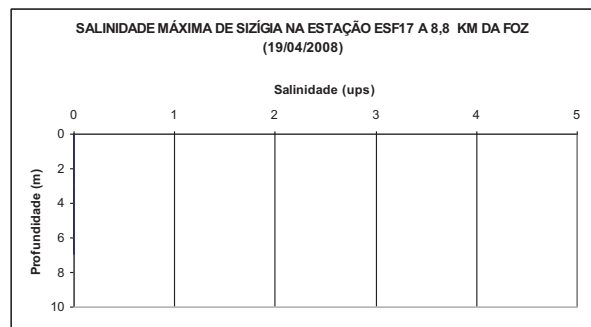 SALINIDADE MÁXIMA DE SIZÍGIA NA ESTAÇÃO ESF17 A 8,8 KM DA FOZ
(19/04/2008)
Salinidade (ups)
0 1 2 3 4 5
0
2
4
6
8
10
Profundidade (m)